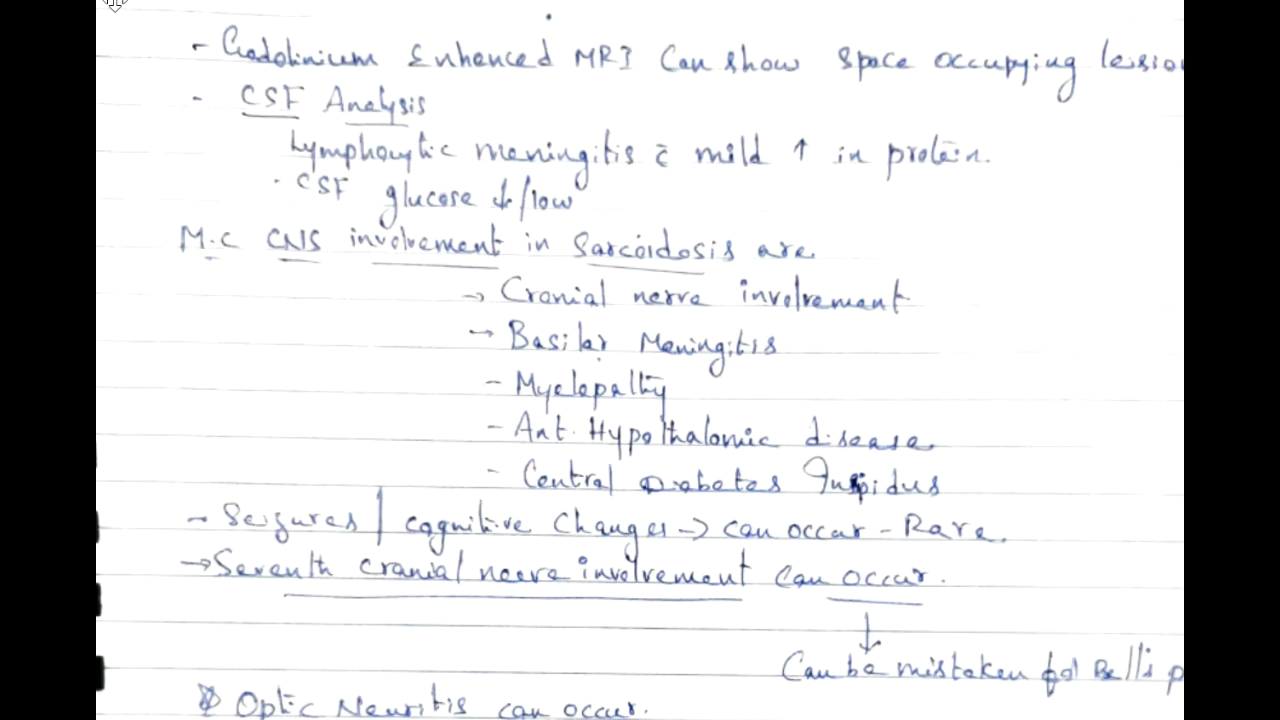 - Gadolinium Enhanced MRI Can show space occupying lesion
- CSF Analysis
Lymphocytic meningitis c̄ mild ↑ in protein.
· CSF glucose ↓/low
M.C CNS involvement in Sarcoidosis are
→ Cranial nerve involvement
→ Basilar Meningitis
- Myelopathy
- Ant. Hypothalamic disease
- Central Diabetes Insipidus
→ Seizures / cognitive changes → can occur - Rare.
→ Seventh cranial nerve involvement can occur.
↓
Can be mistaken for Bell's p
Optic Neuritis can occur.